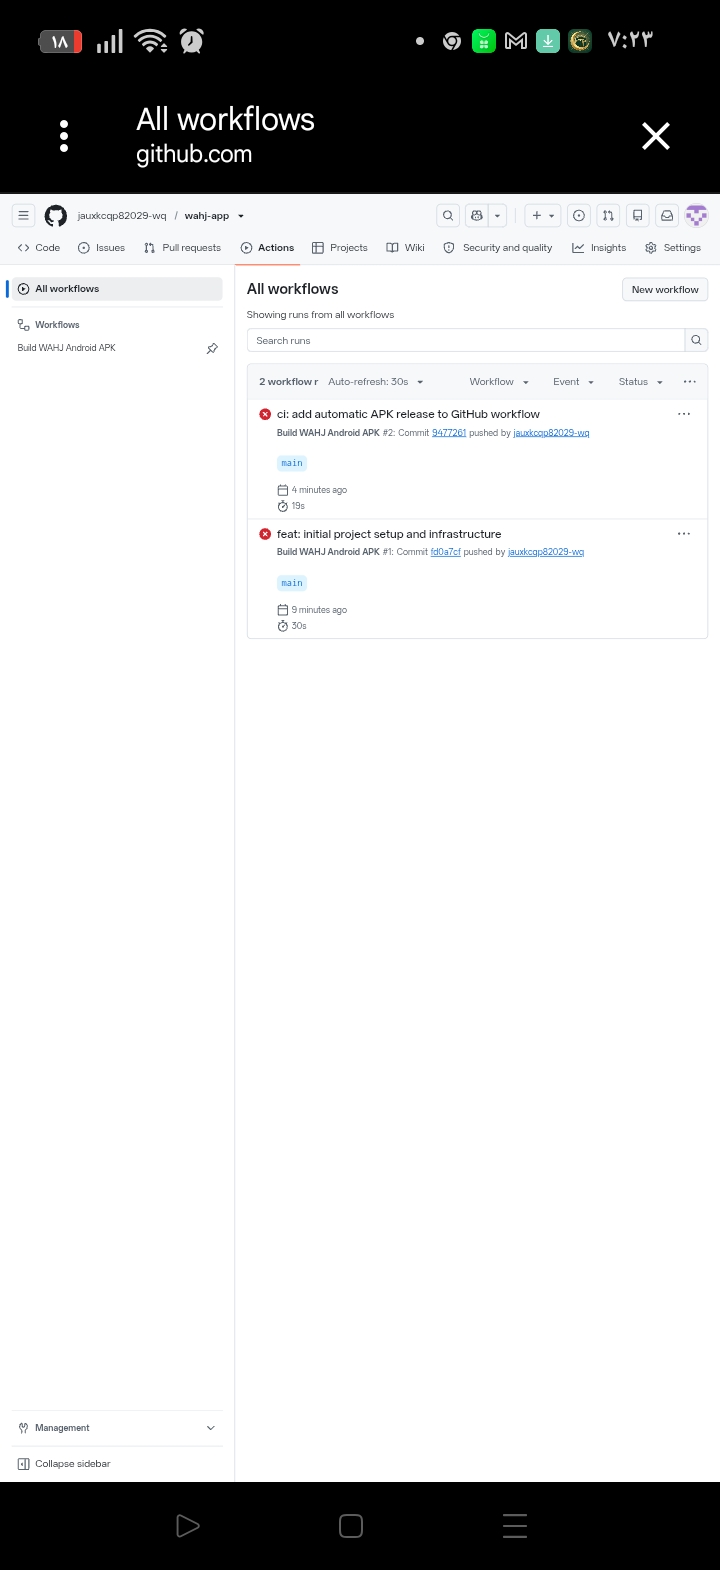 ١٨
٧:٢٣
All workflows
github.com
jauxkcqp82029-wq / wahj-app
Code Issues Pull requests Actions Projects Wiki Security and quality Insights Settings
All workflows
Workflows
Build WAHJ Android APK
All workflows
New workflow
Showing runs from all workflows
Search runs
2 workflow r Auto-refresh: 30s Workflow Event Status
ci: add automatic APK release to GitHub workflow
Build WAHJ Android APK #2: Commit 9477261 pushed by jauxkcqp82029-wq
main
4 minutes ago
19s
feat: initial project setup and infrastructure
Build WAHJ Android APK #1: Commit fd0a7cf pushed by jauxkcqp82029-wq
main
9 minutes ago
30s
Management
Collapse sidebar